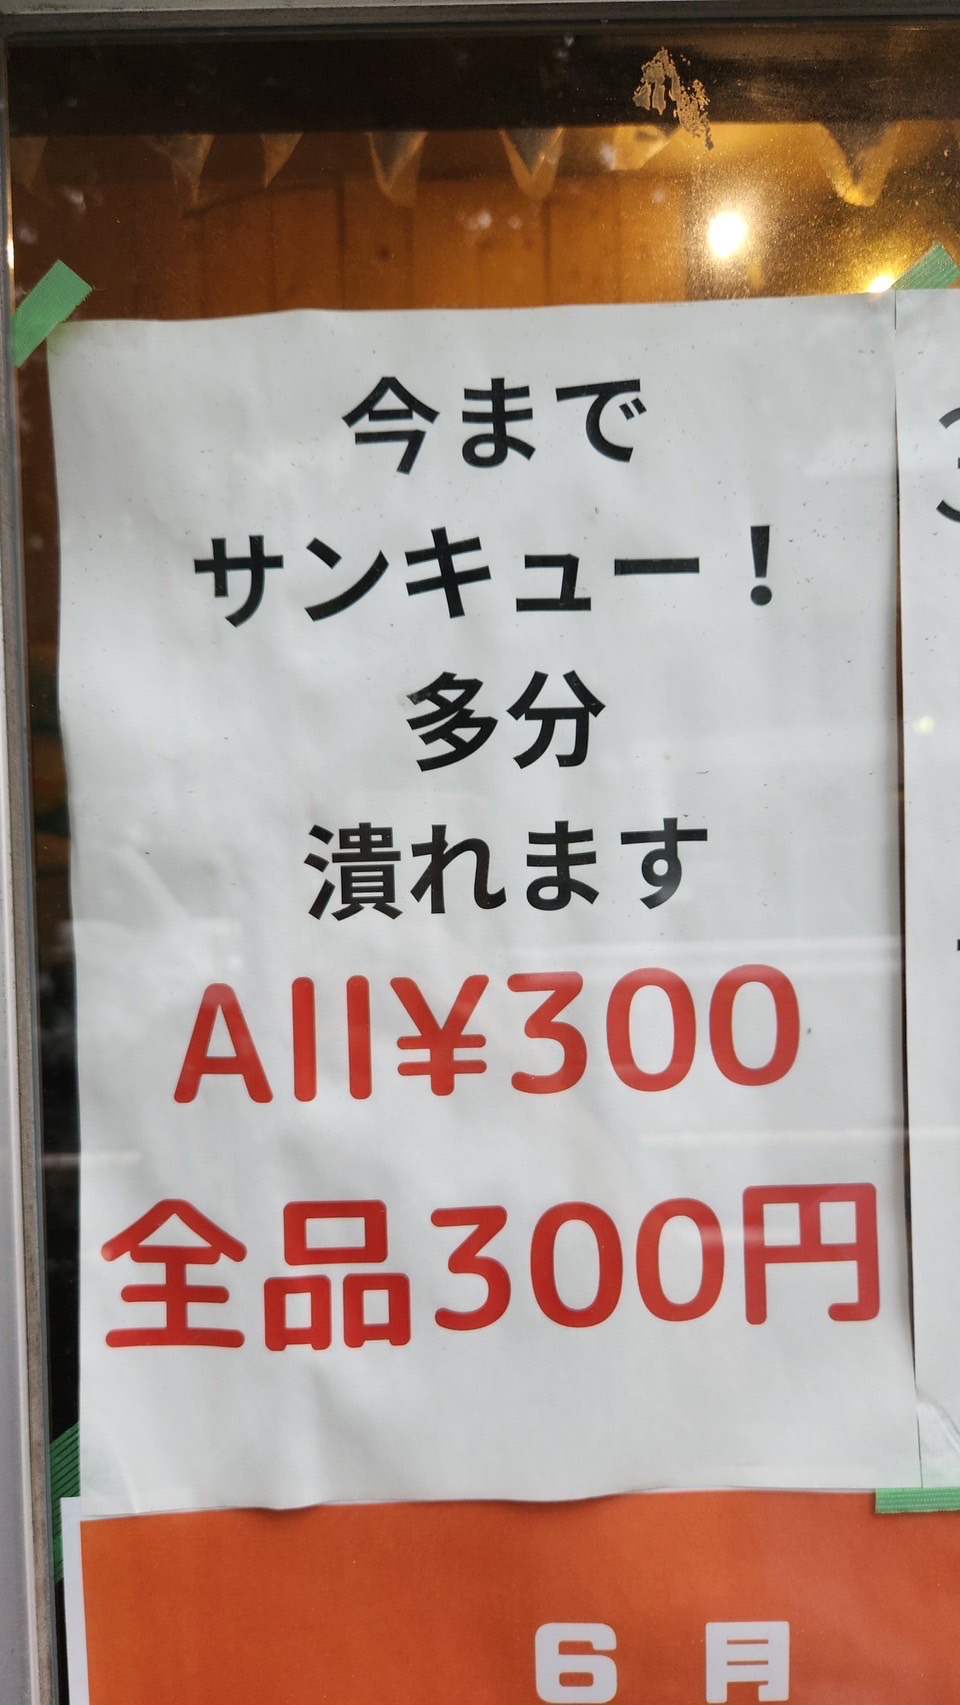 今まで
サンキュー！
多分
潰れます
All¥300
全品300円
6月